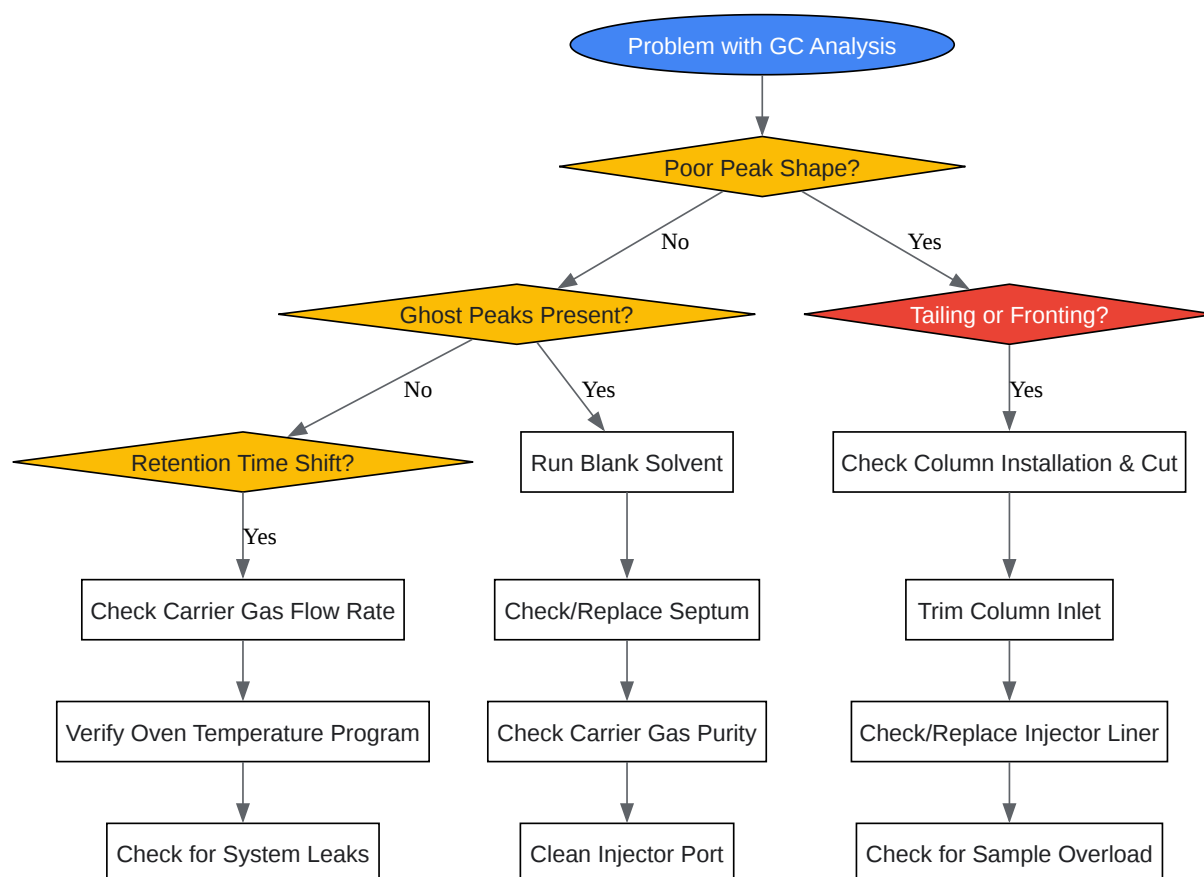 Problem with GC Analysis
Poor Peak Shape?
No
Yes
Ghost Peaks Present?
Tailing or Fronting?
No
Yes
Yes
Retention Time Shift?
Run Blank Solvent
Check Column Installation & Cut
Yes
Check Carrier Gas Flow Rate
Check/Replace Septum
Trim Column Inlet
Verify Oven Temperature Program
Check Carrier Gas Purity
Check/Replace Injector Liner
Check for System Leaks
Clean Injector Port
Check for Sample Overload